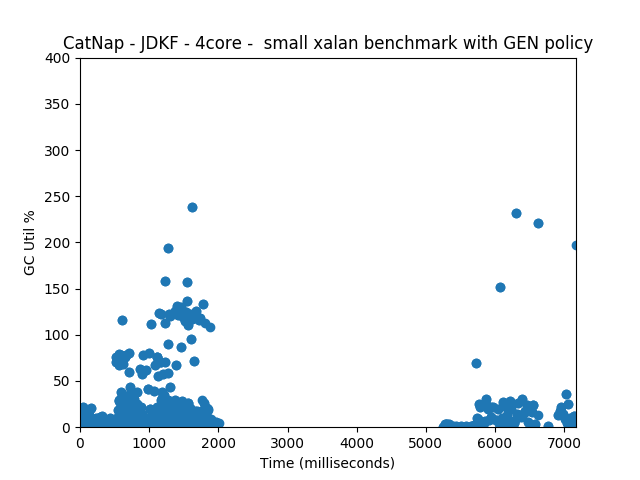 CatNap - JDKF - 4core -  small xalan benchmark with GEN policy
400
350
300
250
200
150
100
50
0
GC Util %
0 1000 2000 3000 4000 5000 6000 7000
Time (milliseconds)